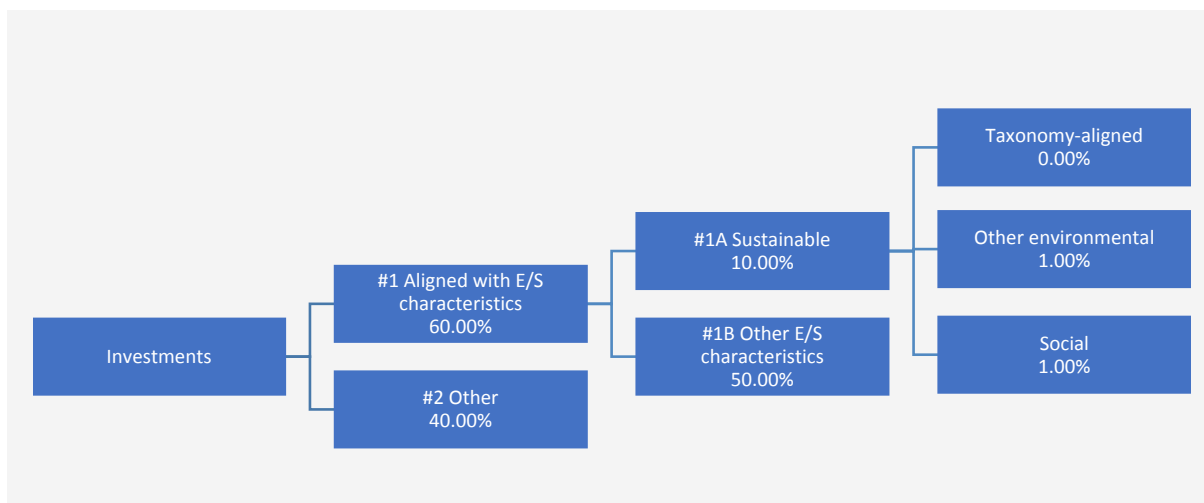 Investments
#1 Aligned with E/S
characteristics
60.00%
#2 Other
40.00%
#1A Sustainable
10.00%
#1B Other E/S
characteristics
50.00%
Taxonomy-aligned
0.00%
Other environmental
1.00%
Social
1.00%